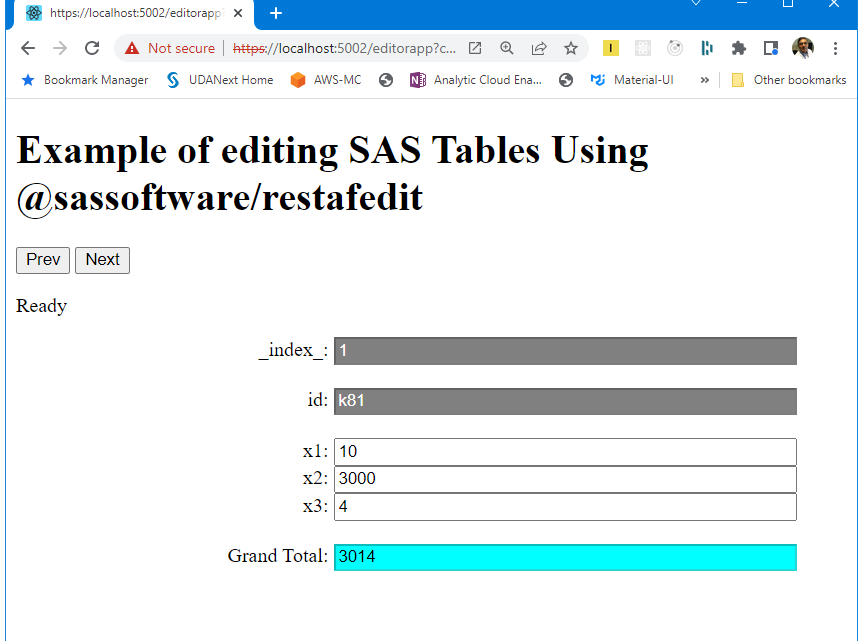 https://localhost:5002/editorapp
Not secure https://localhost:5002/editorapp?c...
Bookmark Manager UDANext Home AWS-MC Analytic Cloud Ena... Material-UI » Other bookmarks
Example of editing SAS Tables Using
@sassoftware/restafedit
Prev Next
Ready
_index_: 1
id: k81
x1: 10
x2: 3000
x3: 4
Grand Total: 3014